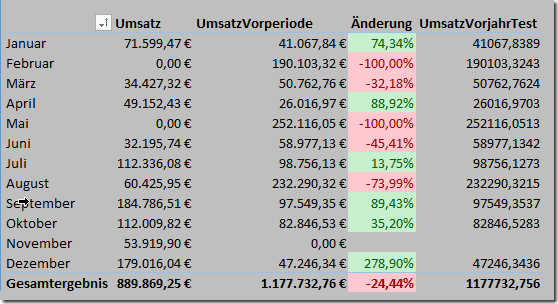 Umsatz UmsatzVorperiode Änderung UmsatzVorjahrTest
Januar 71.599,47 € 41.067,84 € 74,34% 41067,8389
Februar 0,00 € 190.103,32 € -100,00% 190103,3243
März 34.427,32 € 50.762,76 € -32,18% 50762,7624
April 49.152,43 € 26.016,97 € 88,92% 26016,9703
Mai 0,00 € 252.116,05 € -100,00% 252116,0513
Juni 32.195,74 € 58.977,13 € -45,41% 58977,1342
Juli 112.336,08 € 98.756,13 € 13,75% 98756,1273
August 60.425,95 € 232.290,32 € -73,99% 232290,3215
September 184.786,51 € 97.549,35 € 89,43% 97549,3537
Oktober 112.009,82 € 82.846,53 € 35,20% 82846,5283
November 53.919,90 € 0,00 €
Dezember 179.016,04 € 47.246,34 € 278,90% 47246,3436
Gesamtergebnis 889.869,25 € 1.177.732,76 € -24,44% 1177732,756